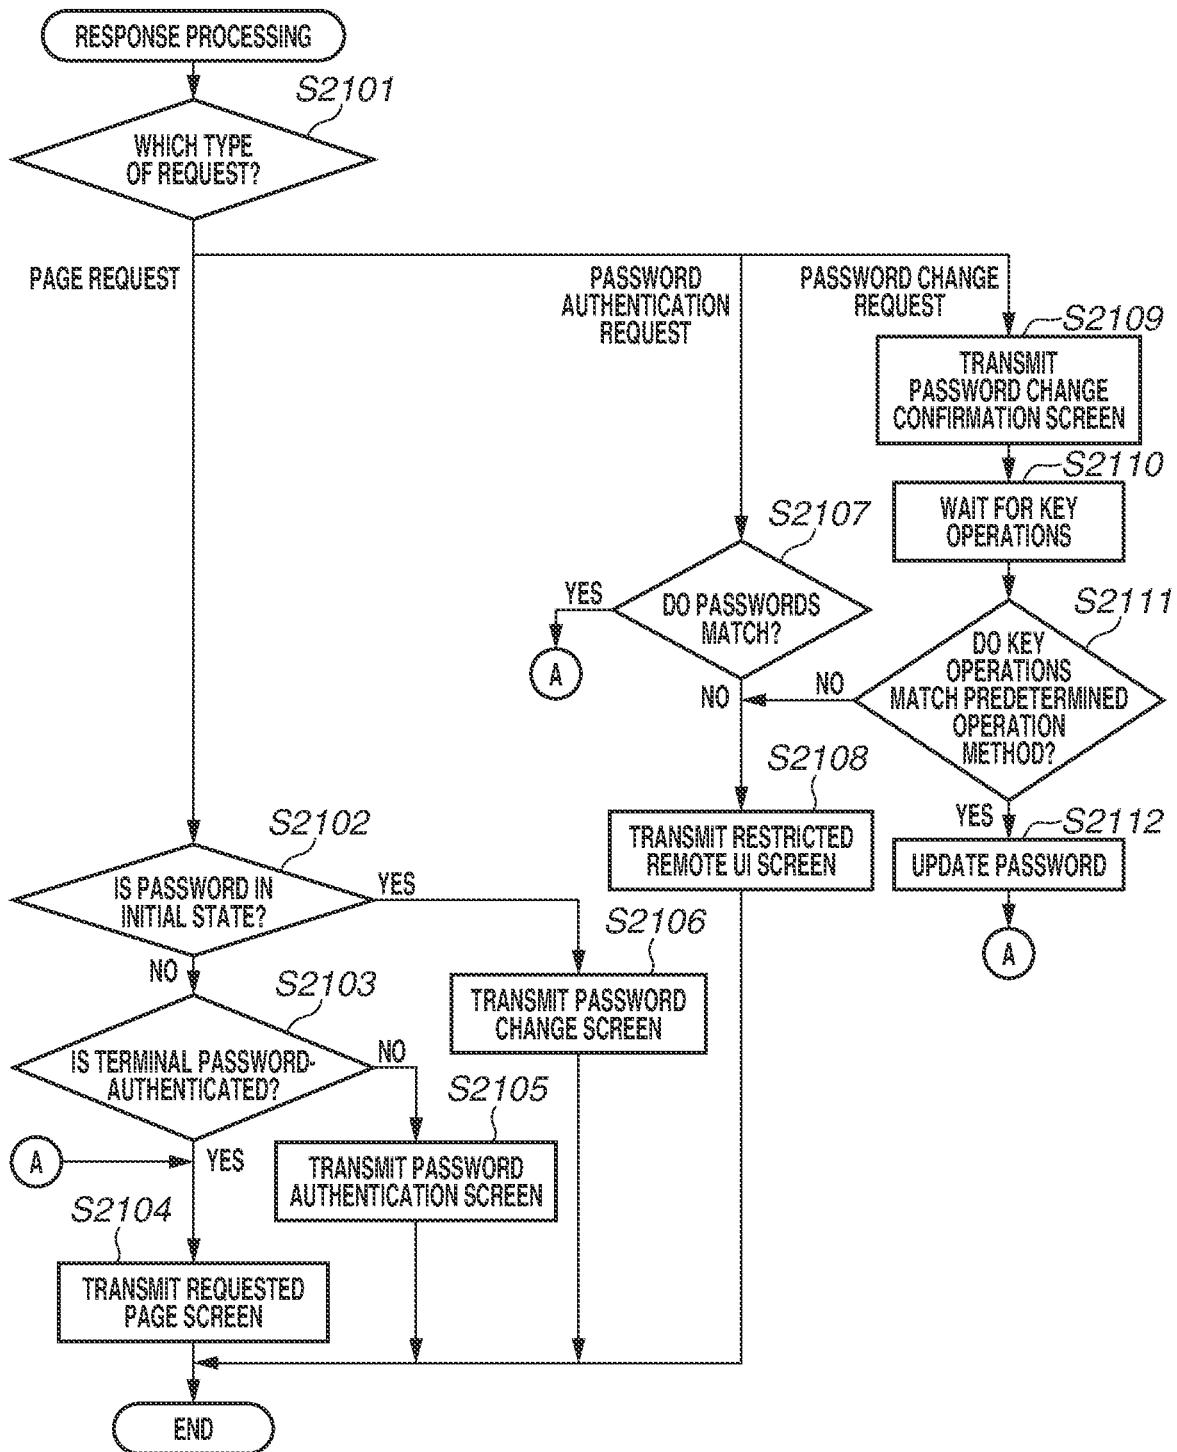 RESPONSE PROCESSING
S2101
WHICH TYPE
OF REQUEST?
PAGE REQUEST
PASSWORD
AUTHENTICATION
REQUEST
PASSWORD CHANGE
REQUEST
S2109
TRANSMIT
PASSWORD CHANGE
CONFIRMATION SCREEN
S2110
WAIT FOR KEY
OPERATIONS
S2107
YES
DO PASSWORDS
MATCH?
A
NO
S2111
DO KEY
OPERATIONS
MATCH PREDETERMINED
OPERATION
METHOD?
NO
YES
S2108
TRANSMIT RESTRICTED
REMOTE UI SCREEN
S2112
UPDATE PASSWORD
A
S2102
IS PASSWORD IN
INITIAL STATE?
YES
NO
S2106
TRANSMIT PASSWORD
CHANGE SCREEN
S2103
IS TERMINAL PASSWORD-
AUTHENTICATED?
NO
S2105
TRANSMIT PASSWORD
AUTHENTICATION SCREEN
A
YES
S2104
TRANSMIT REQUESTED
PAGE SCREEN
END